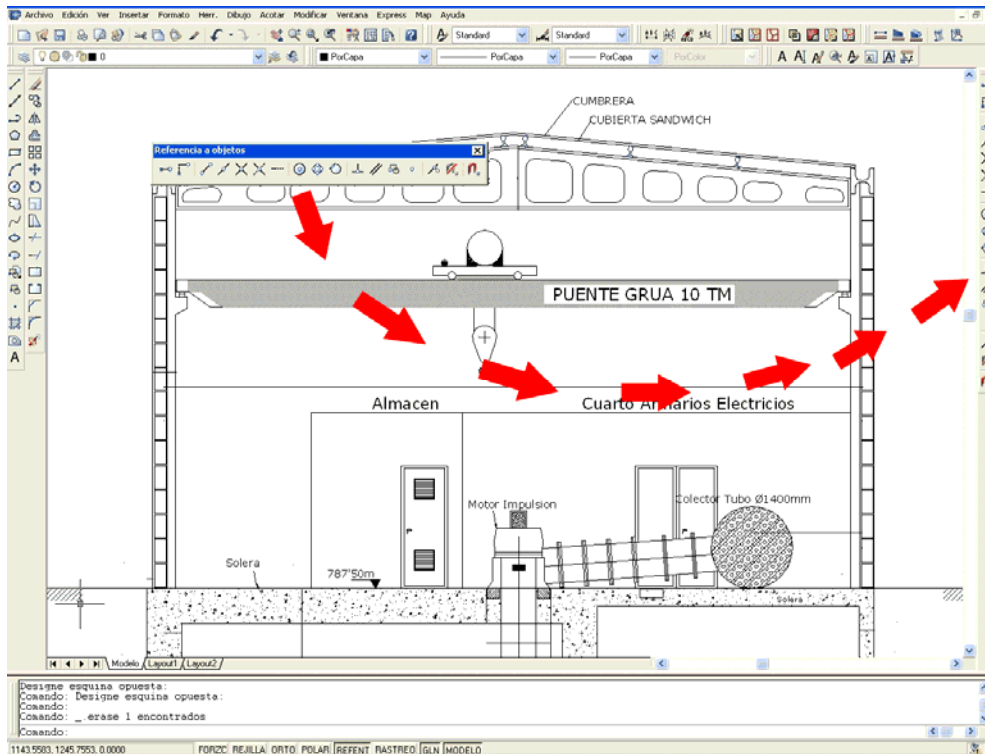 Archivo Edición Ver Insertar Formato Herr. Dibujo Acotar Modificar Ventana Express Map Ayuda
Standard Standard
0 PorCapa PorCapa PorCapa PorColor
CUMBRERA
CUBIERTA SANDWICH
Referencia a objetos
PUENTE GRUA 10 TM
Almacen Cuarto Armarios Electricios
Motor Impulsion Colector Tubo Ø1400mm
Solera
787'50m
Solera
Modelo Layout1 Layout2
Designe esquina opuesta:
Comando: Designe esquina opuesta:
Comando:
Comando: _.erase 1 encontrados
Comando:
1143.5583, 1245.7553, 0.0000 FORZC REJILLA ORTO POLAR REFENT RASTREO GLN MODELO